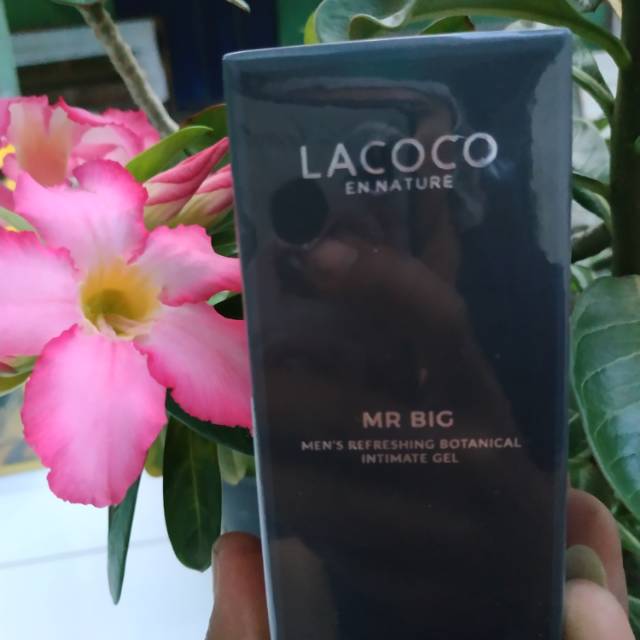 LACOCO
EN NATURE
MR BIG
MEN'S REFRESHING BOTANICAL
INTIMATE GEL